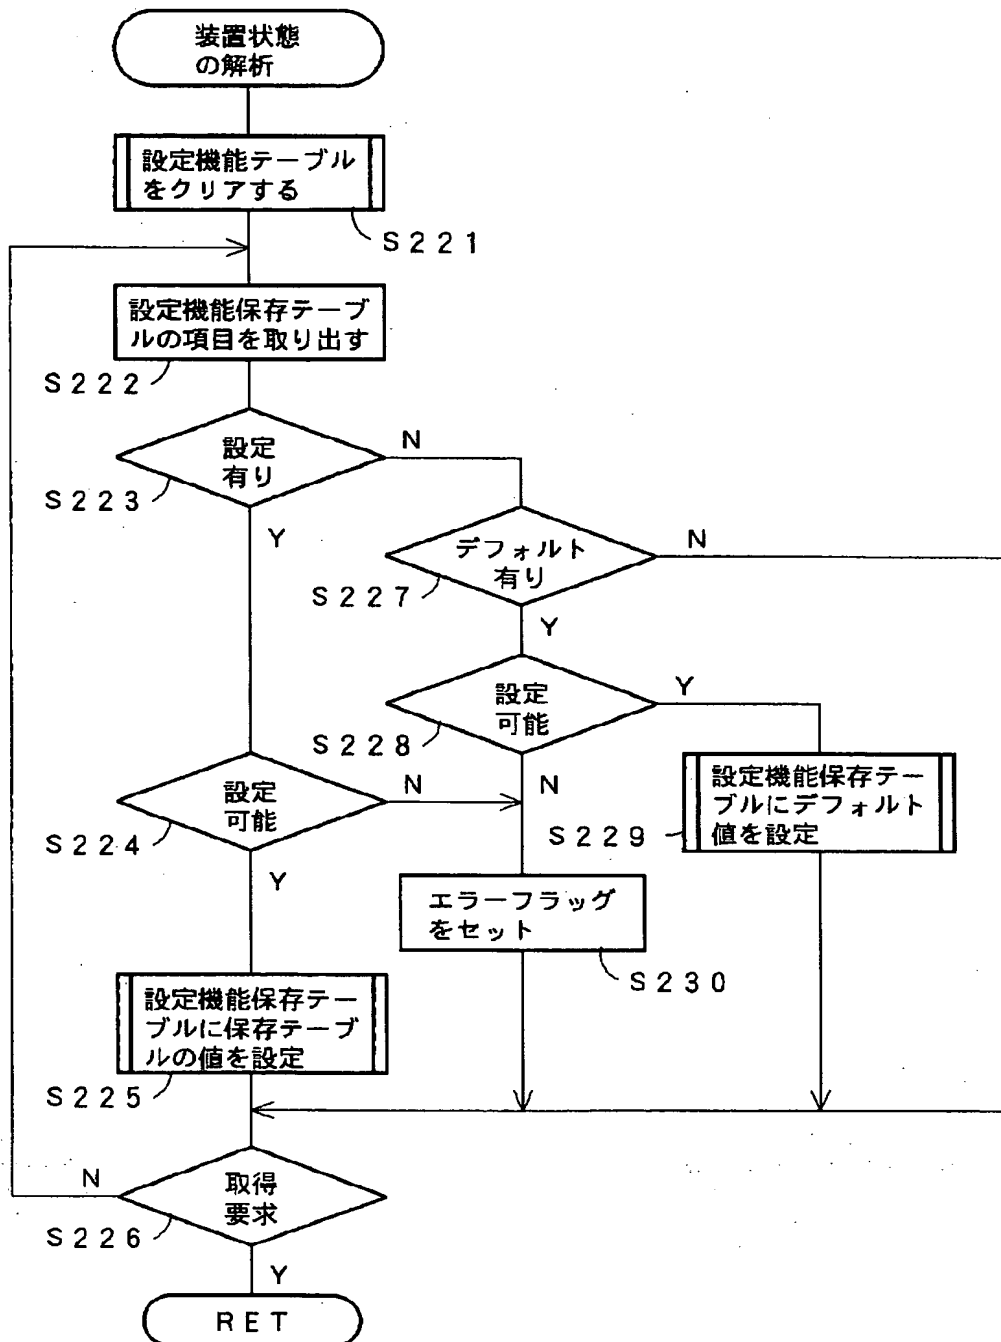 装置状態
の解析
設定機能テーブル
をクリアする
S221
設定機能保存テーブ
ルの項目を取り出す
S222
設定
有り
N
S223
Y
デフォルト
有り
N
S227
Y
設定
可能
Y
S228
N
設定
可能
N
S224
Y
設定機能保存テー
ブルにデフォルト
値を設定
S229
エラーフラッグ
をセット
S230
設定機能保存テー
ブルに保存テーブ
ルの値を設定
S225
取得
要求
N
S226
Y
RET